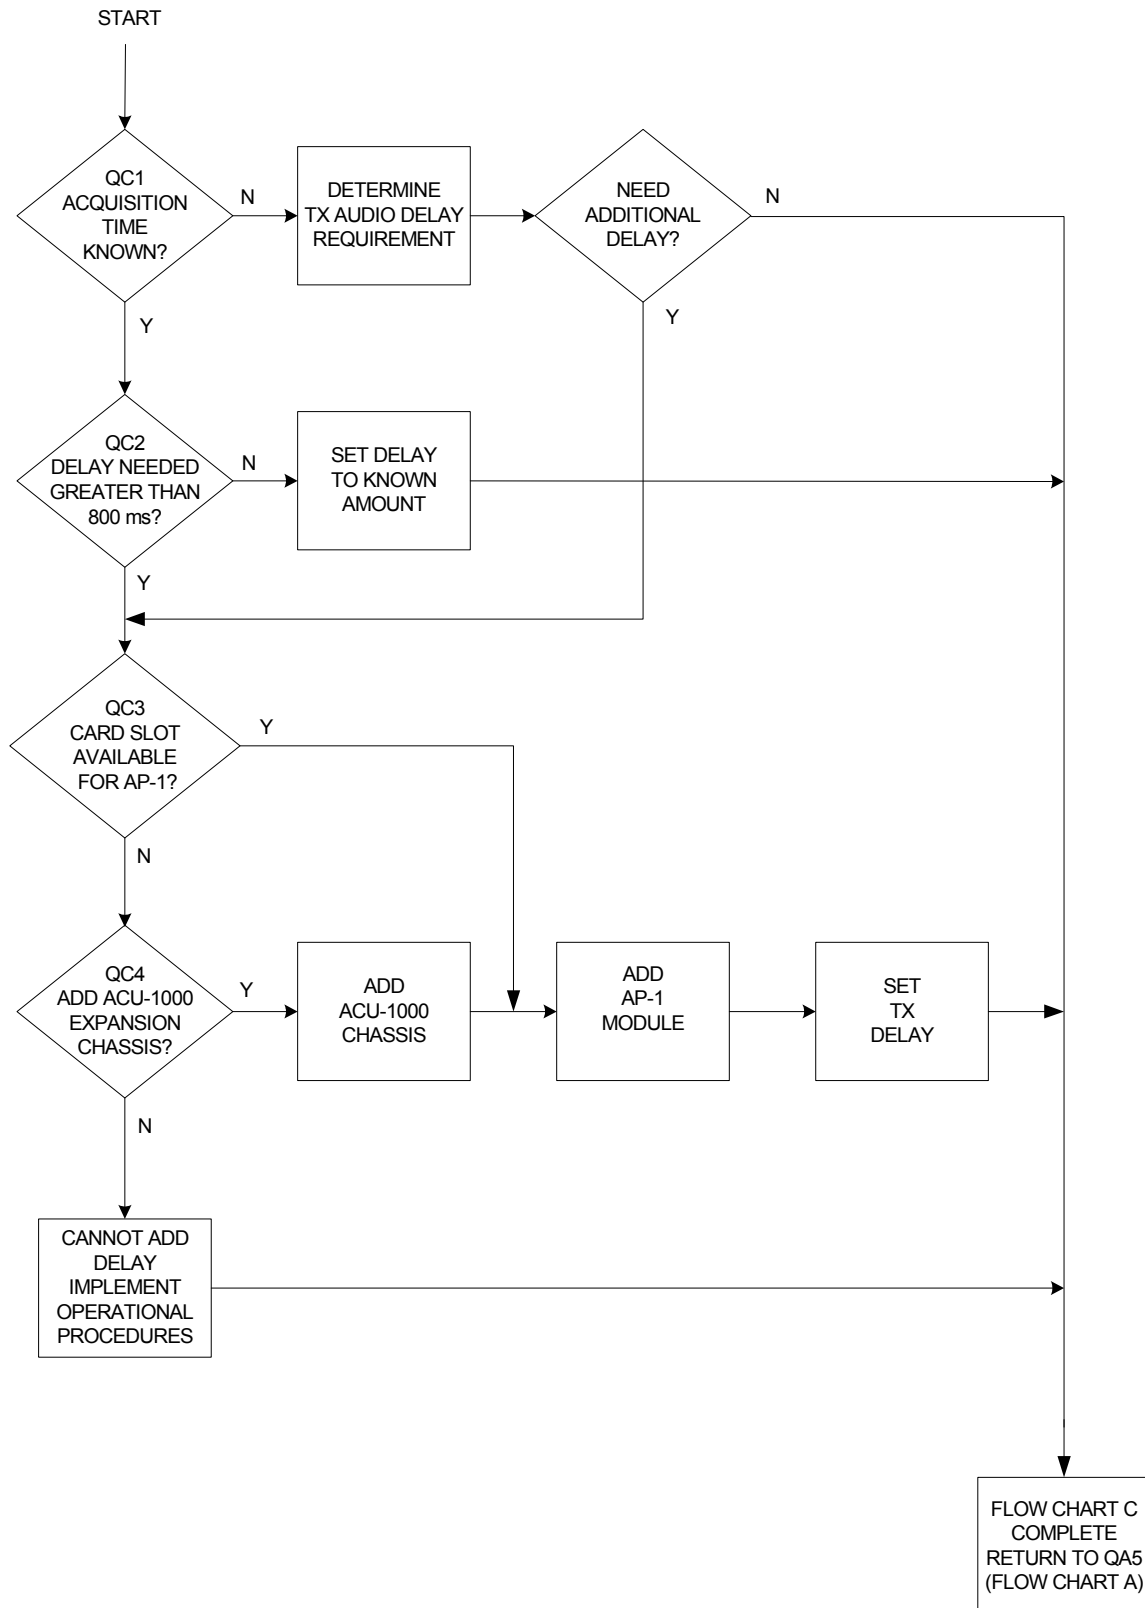 START
QC1
ACQUISITION
TIME
KNOWN?
N
DETERMINE
TX AUDIO DELAY
REQUIREMENT
NEED
ADDITIONAL
DELAY?
N
Y
Y
QC2
DELAY NEEDED
GREATER THAN
800 ms?
N
SET DELAY
TO KNOWN
AMOUNT
Y
QC3
CARD SLOT
AVAILABLE
FOR AP-1?
Y
N
QC4
ADD ACU-1000
EXPANSION
CHASSIS?
Y
ADD
ACU-1000
CHASSIS
ADD
AP-1
MODULE
SET
TX
DELAY
N
CANNOT ADD
DELAY
IMPLEMENT
OPERATIONAL
PROCEDURES
FLOW CHART C
COMPLETE
RETURN TO QA5
(FLOW CHART A)